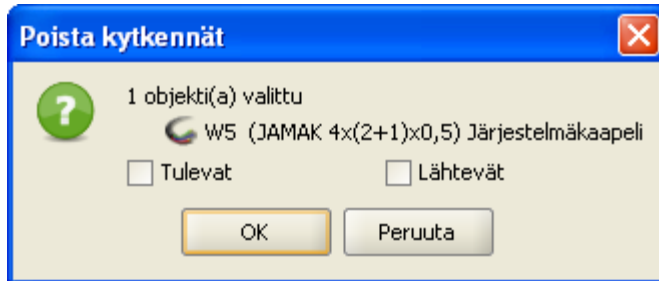 Poista kytkennät
1 objekti(a) valittu
W5 (JAMAK 4x(2+1)x0,5) Järjestelmäkaapeli
Tulevat Lähtevät
OK Peruuta